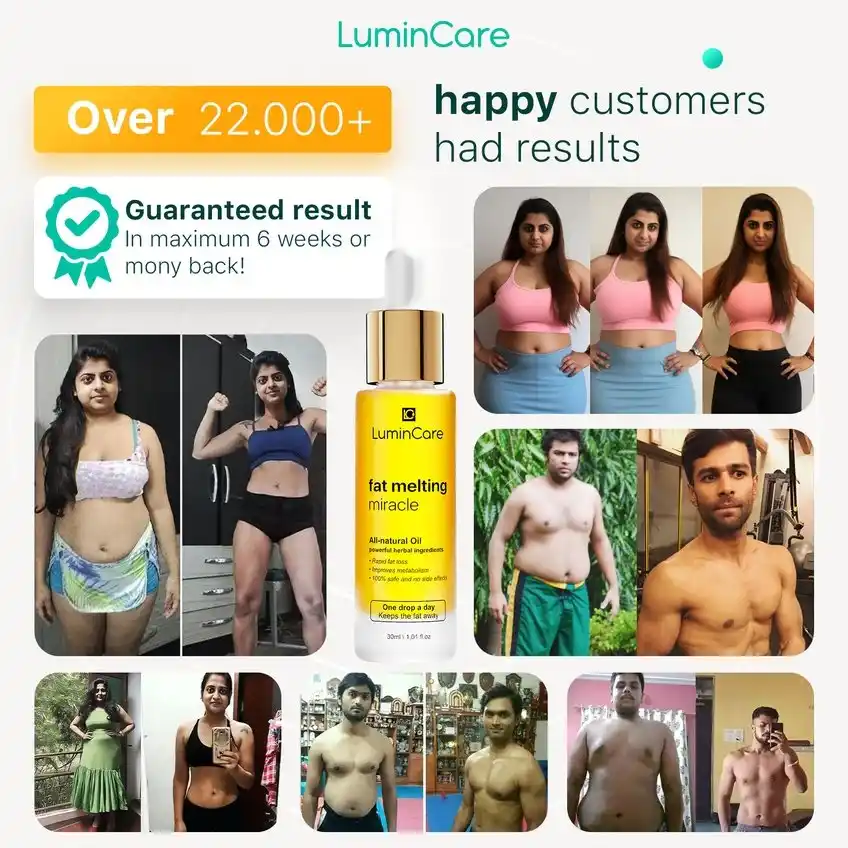 LuminCare
Over 22.000+
happy customers
had results
Guaranteed result
In maximum 6 weeks or
mony back!
LuminCare
fat melting
miracle
All-natural Oil
powerful herbal ingredients
• Rapid fat loss
• Improves metabolism
• 100% safe and no side effects
One drop a day
Keeps the fat away
30ml | 1.01 fl.oz